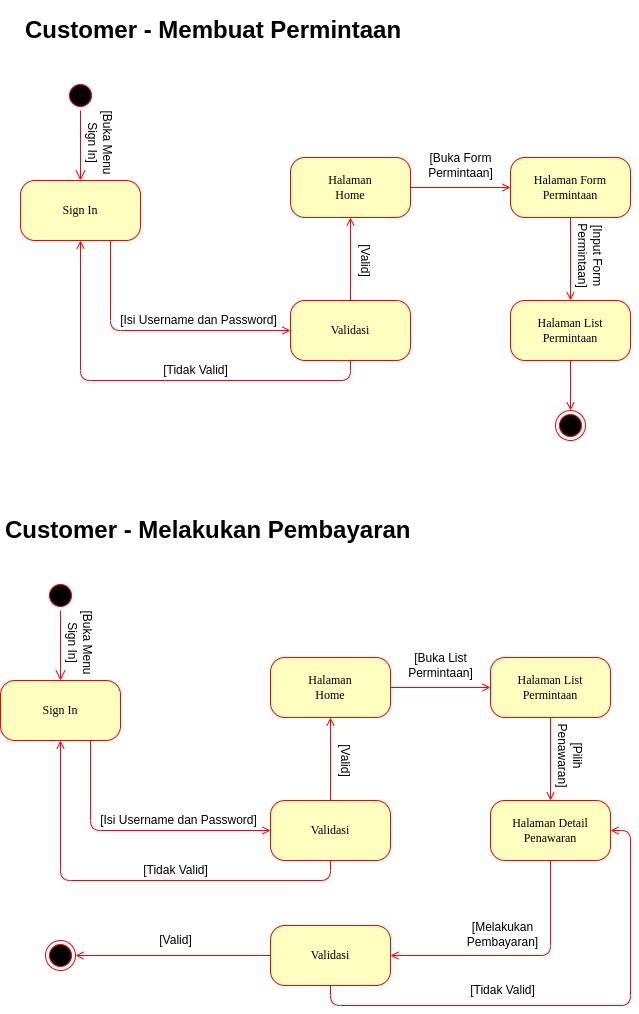 Customer - Membuat Permintaan
[Buka Menu
Sign In]
Sign In
Halaman
Home
[Buka Form
Permintaan]
Halaman Form
Permintaan
[Valid]
[Input Form
Permintaan]
[Isi Username dan Password]
Validasi
Halaman List
Permintaan
[Tidak Valid]
Customer - Melakukan Pembayaran
[Buka Menu
Sign In]
Sign In
Halaman
Home
[Buka List
Permintaan]
Halaman List
Permintaan
[Valid]
[Pilih
Penawaran]
[Isi Username dan Password]
Validasi
Halaman Detail
Penawaran
[Tidak Valid]
[Melakukan
Pembayaran]
[Valid]
Validasi
[Tidak Valid]